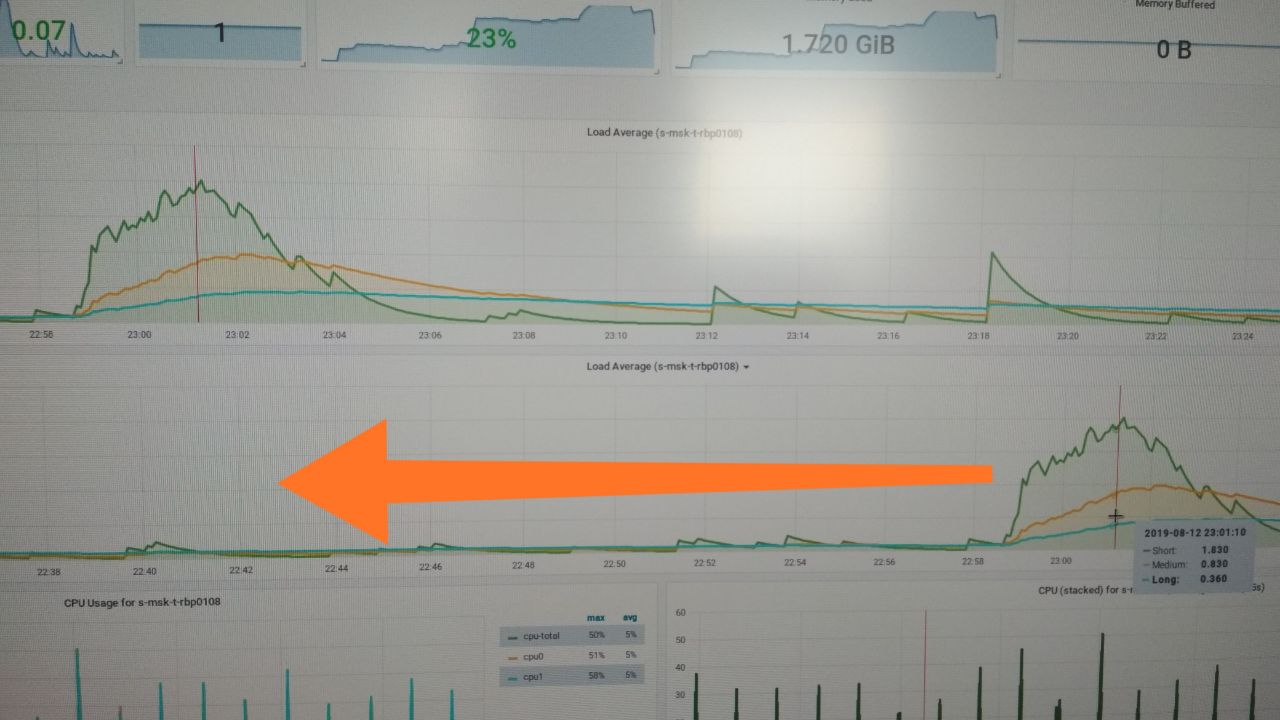 0.07
1
23%
1.720 GiB
Memory Buffered
0 B
Load Average (s-msk-t-rbp0108)
22:58 23:00 23:02 23:04 23:06 23:08 23:10 23:12 23:14 23:16 23:18 23:20 23:22 23:24
Load Average (s-msk-t-rbp0108)
22:38 22:40 22:42 22:44 22:46 22:48 22:50 22:52 22:54 22:56 22:58 23:00
2019-08-12 23:01:10
Short: 1.830
Medium: 0.830
Long: 0.360
CPU Usage for s-msk-t-rbp0108
max avg
cpu-total 50% 5%
cpu0 51% 5%
cpu1 58% 5%
CPU (stacked) for
60
50
40
30